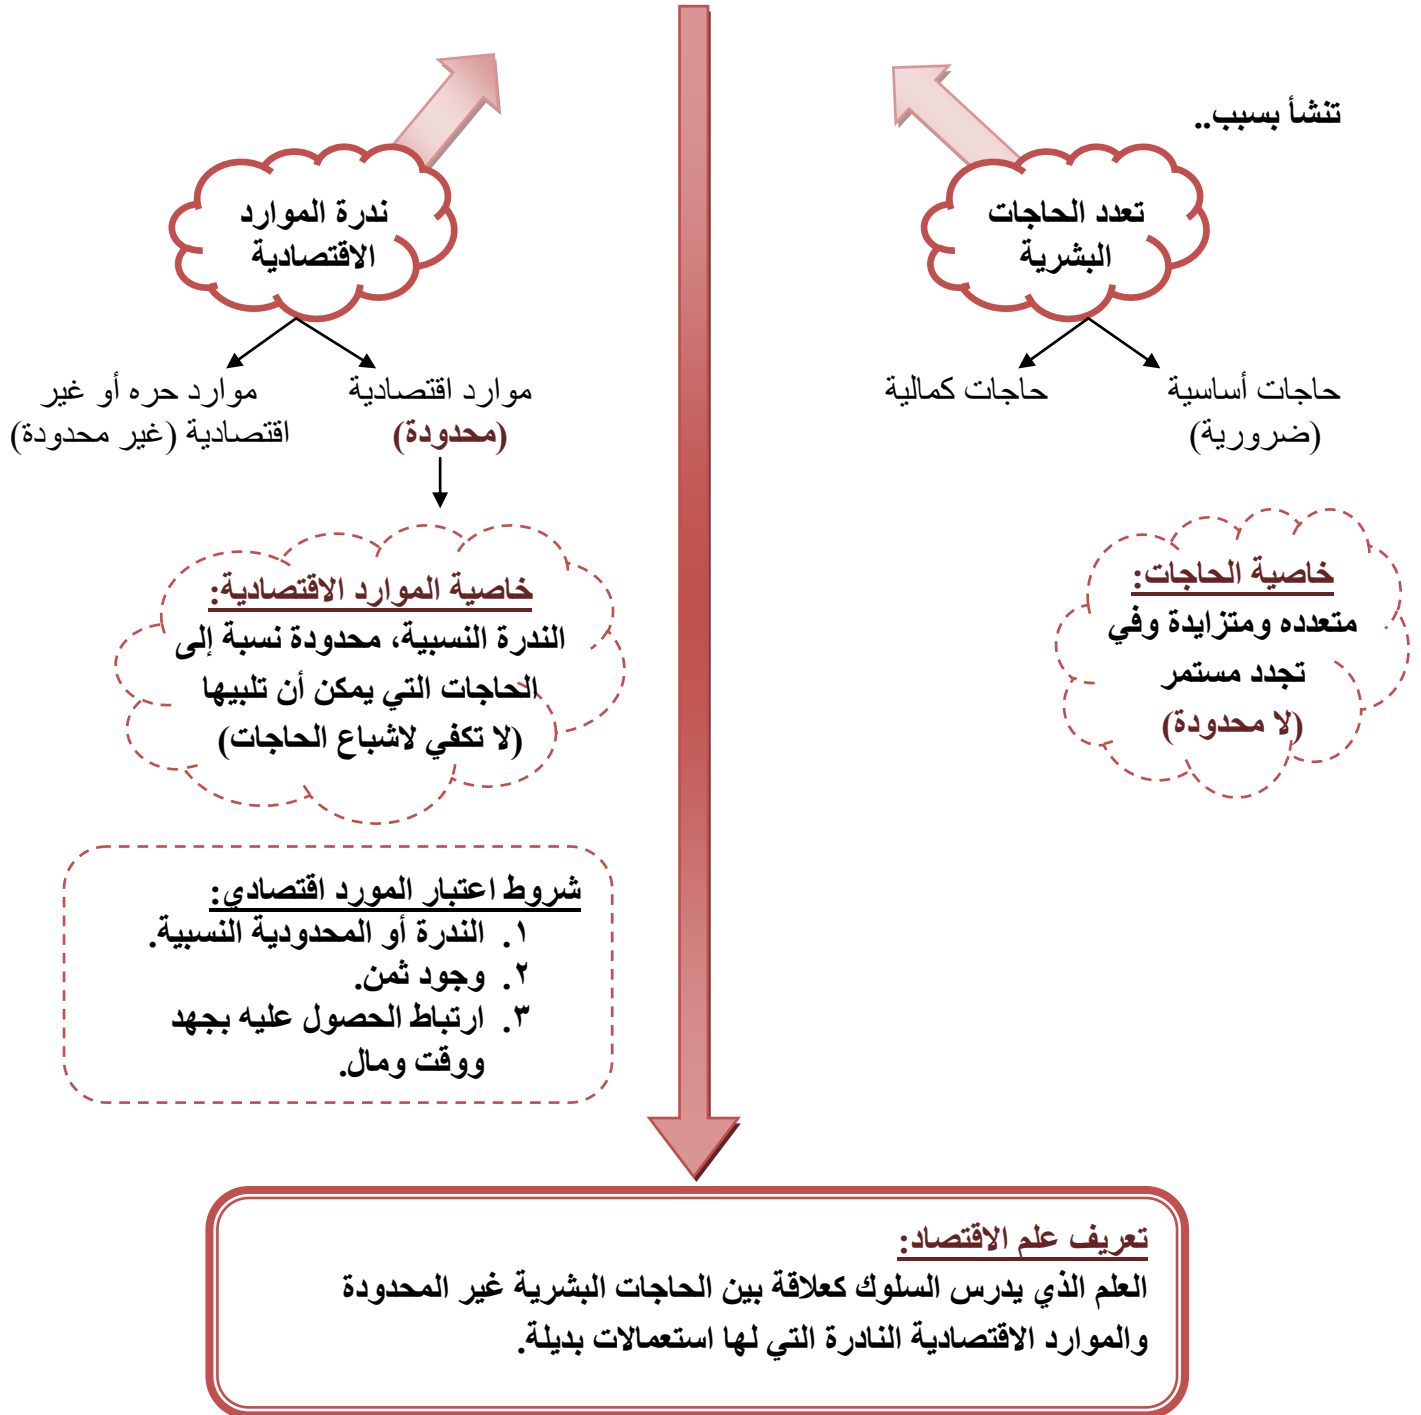 تنشأ بسبب..
تعدد الحاجات
البشرية
حاجات أساسية
(ضرورية)
حاجات كمالية
خاصية الحاجات:
متعدده ومتزايدة وفي
تجدد مستمر
(لا محدودة)
ندرة الموارد
الاقتصادية
موارد اقتصادية
(محدودة)
موارد حره أو غير
اقتصادية (غير محدودة)
خاصية الموارد الاقتصادية:
الندرة النسبية، محدودة نسبة إلى
الحاجات التي يمكن أن تلبيها
(لا تكفي لاشباع الحاجات)
شروط اعتبار المورد اقتصادي:
١. الندرة أو المحدودية النسبية.
٢. وجود ثمن.
٣. ارتباط الحصول عليه بجهد
ووقت ومال.
تعريف علم الاقتصاد:
العلم الذي يدرس السلوك كعلاقة بين الحاجات البشرية غير المحدودة
والموارد الاقتصادية النادرة التي لها استعمالات بديلة.